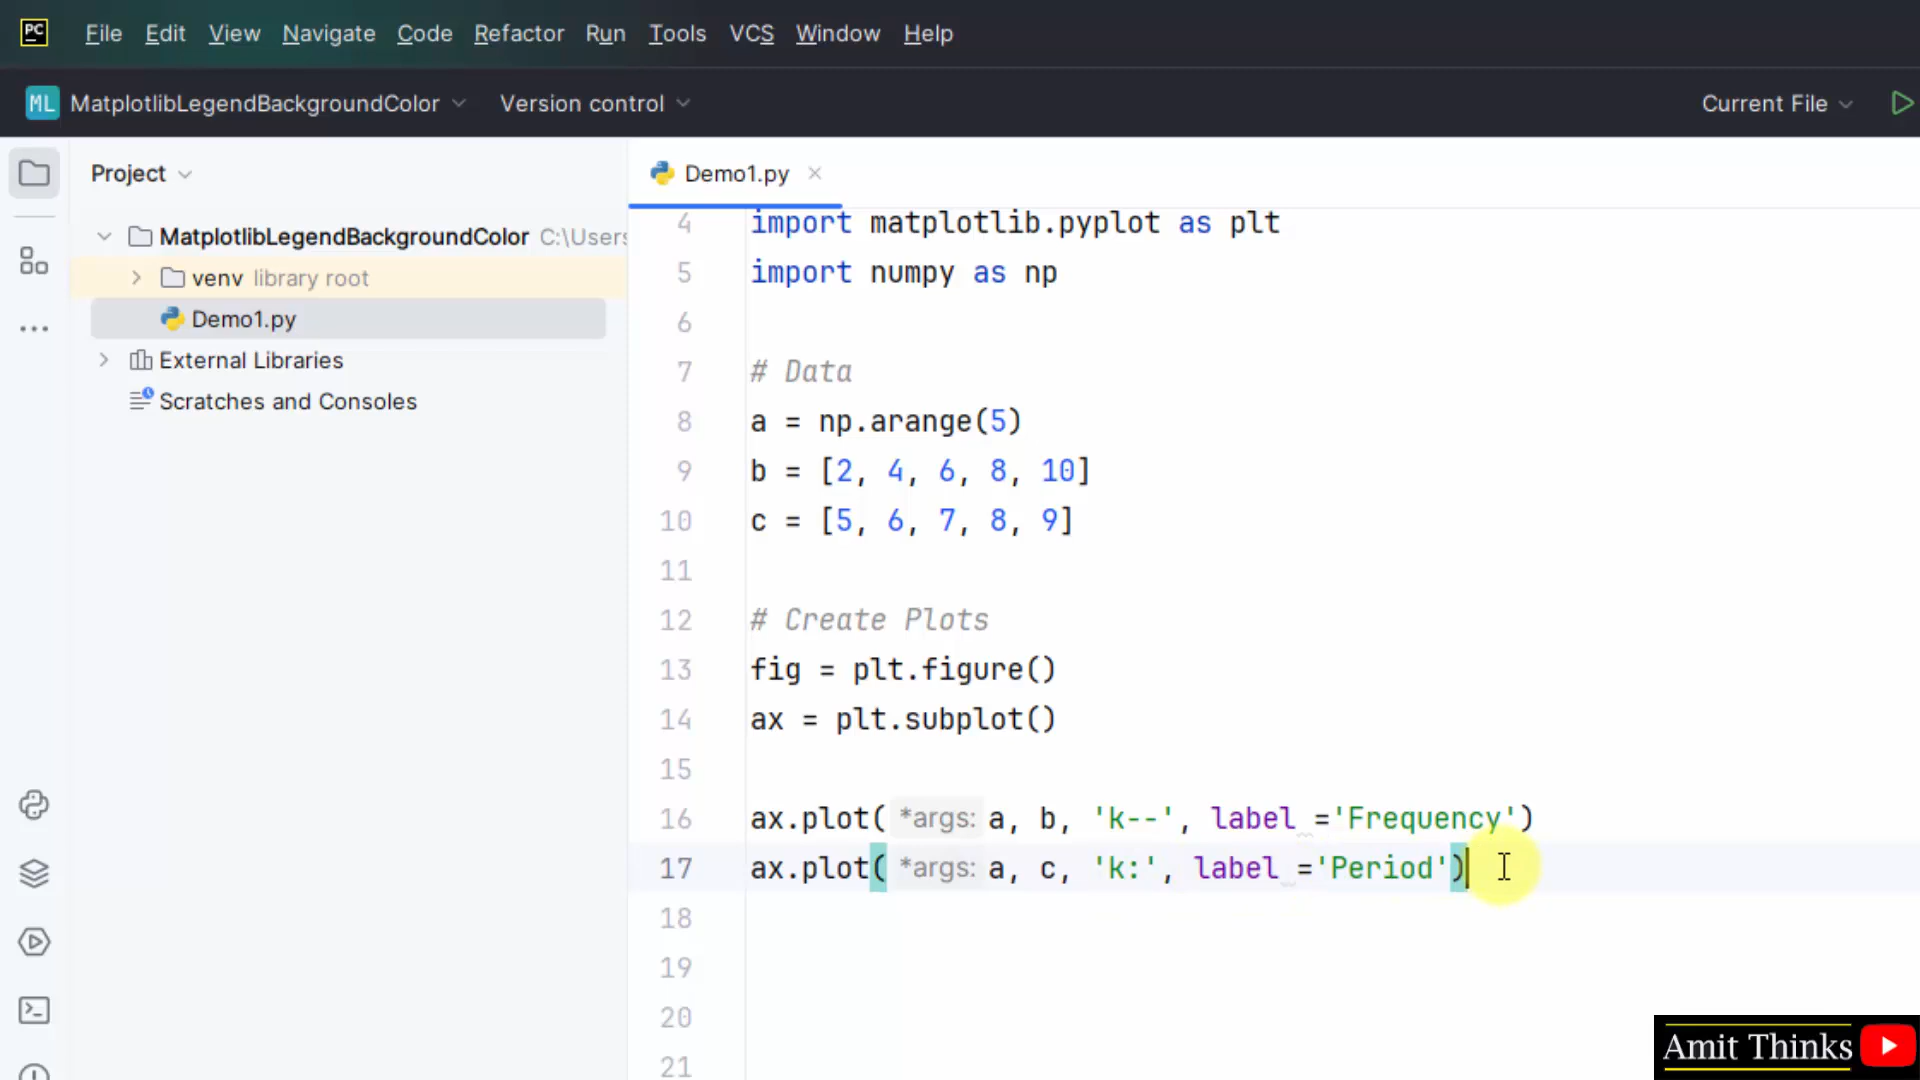 PC File Edit View Navigate Code Refactor Run Tools VCS Window Help
ML MatplotlibLegendBackgroundColor Version control Current File
Project
MatplotlibLegendBackgroundColor C:\Users
venv library root
Demo1.py
External Libraries
Scratches and Consoles
Demo1.py
4 import matplotlib.pyplot as plt
5 import numpy as np
6
7 # Data
8 a = np.arange(5)
9 b = [2, 4, 6, 8, 10]
10 c = [5, 6, 7, 8, 9]
11
12 # Create Plots
13 fig = plt.figure()
14 ax = plt.subplot()
15
16 ax.plot( *args: a, b, 'k--', label ='Frequency')
17 ax.plot( *args: a, c, 'k:', label ='Period')
18
19
20
21
Amit Thinks